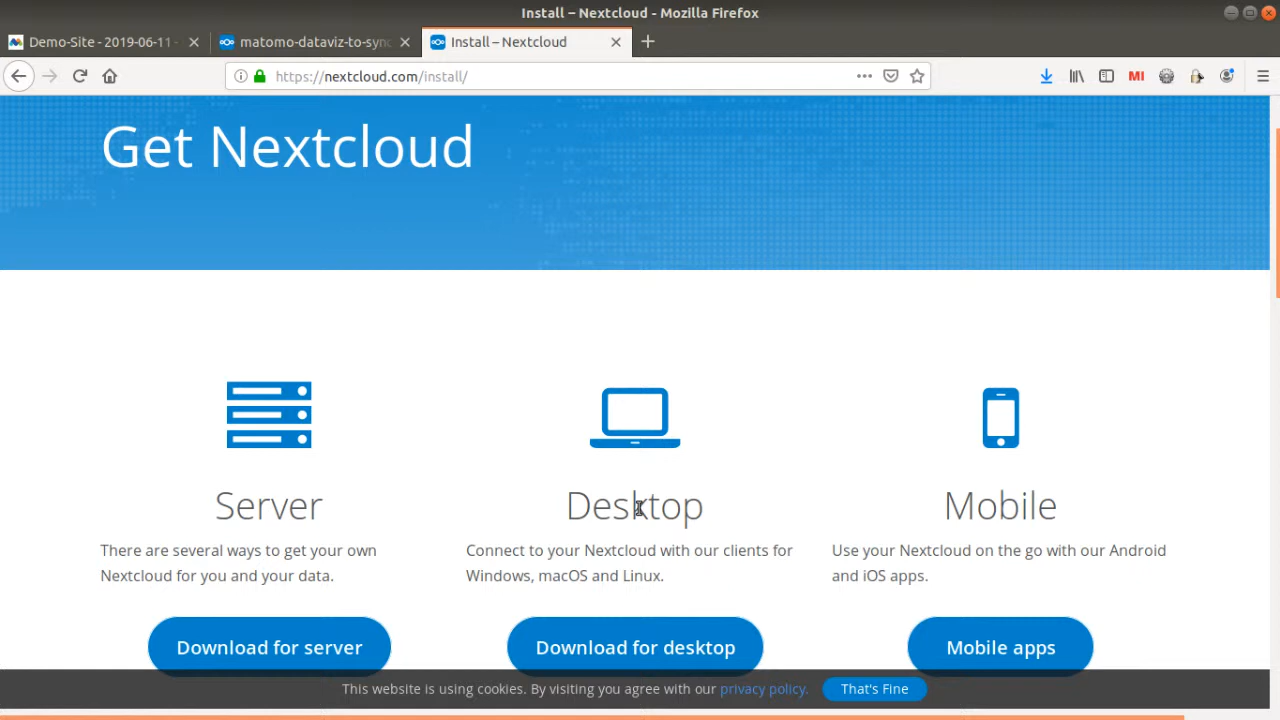 Install – Nextcloud - Mozilla Firefox
Demo-Site - 2019-06-11 -
matomo-dataviz-to-sync
Install – Nextcloud
https://nextcloud.com/install/
MI
Get Nextcloud
Server
Desktop
Mobile
There are several ways to get your own
Nextcloud for you and your data.
Connect to your Nextcloud with our clients for
Windows, macOS and Linux.
Use your Nextcloud on the go with our Android
and iOS apps.
Download for server
Download for desktop
Mobile apps
This website is using cookies. By visiting you agree with our privacy policy.
That's Fine